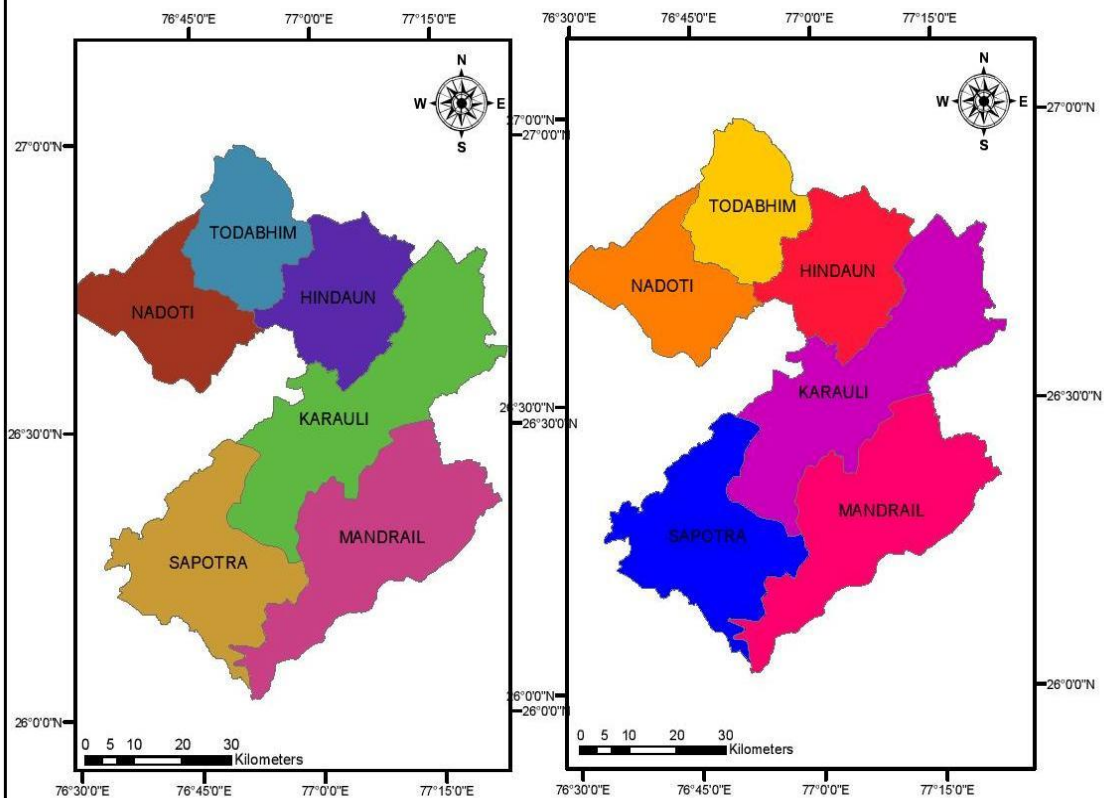 76°45'0"E 77°0'0"E 77°15'0"E
N
W E
S
27°0'0"N
27°0'0"N
TODABHIM
HINDAUN
NADOTI
KARAULI
26°30'0"N
26°30'0"N
MANDRAIL
SAPOTRA
26°0'0"N
26°0'0"N
0 5 10 20 30
Kilometers
76°30'0"E 76°45'0"E 77°0'0"E 77°15'0"E
76°30'0"E 76°45'0"E 77°0'0"E 77°15'0"E
N
W E
S
27°0'0"N
27°0'0"N
TODABHIM
HINDAUN
NADOTI
KARAULI
26°30'0"N
26°30'0"N
MANDRAIL
SAPOTRA
26°0'0"N
26°0'0"N
0 5 10 20 30
Kilometers
76°30'0"E 76°45'0"E 77°0'0"E 77°15'0"E